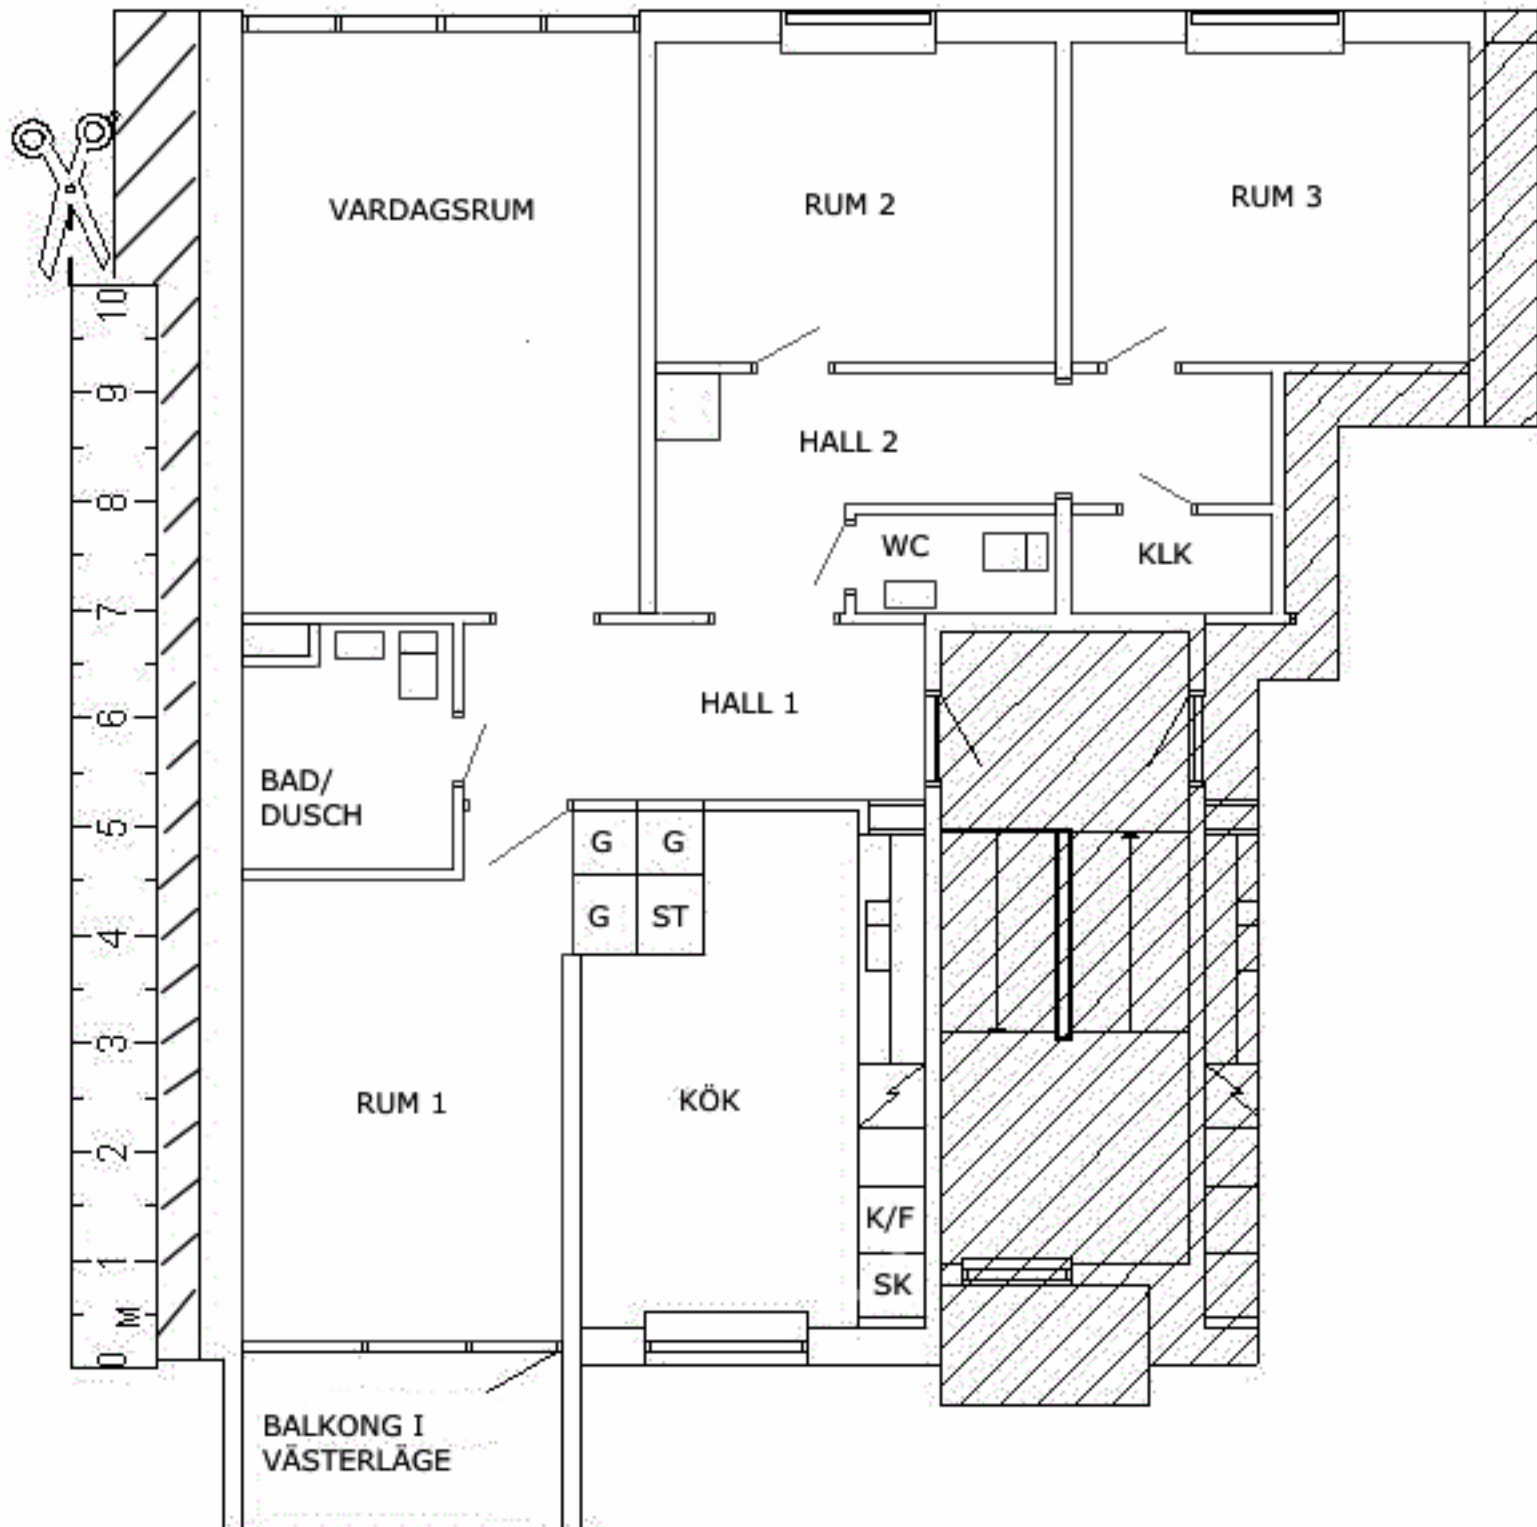 VARDAGSRUM
RUM 2
RUM 3
HALL 2
WC
KLK
HALL 1
BAD/
DUSCH
G
G
G
ST
RUM 1
KÖK
K/F
SK
BALKONG I
VÄSTERLÄGE
10
9
8
7
6
5
4
3
2
1
M
0